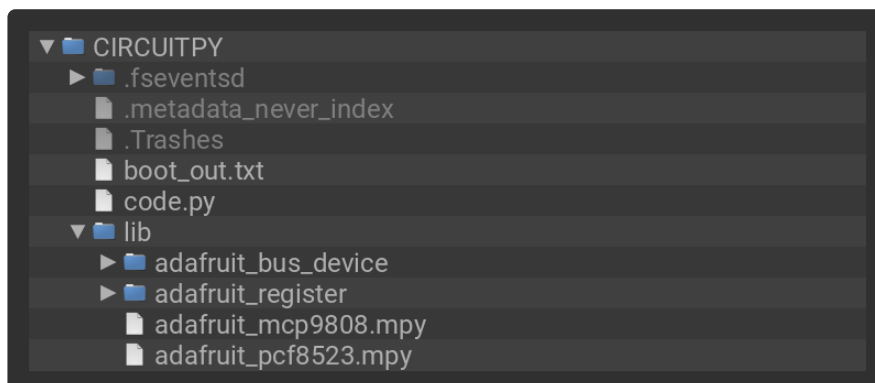 CIRCUITPY
.fseventsd
.metadata_never_index
.Trashes
boot_out.txt
code.py
lib
adafruit_bus_device
adafruit_register
adafruit_mcp9808.mpy
adafruit_pcf8523.mpy